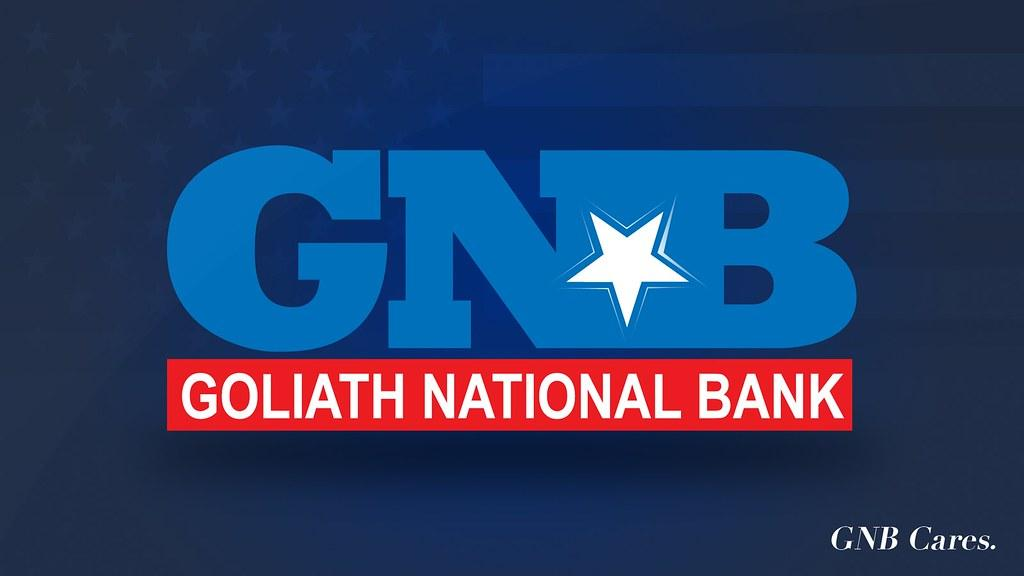 GNB
GOLIATH NATIONAL BANK
GNB Cares.